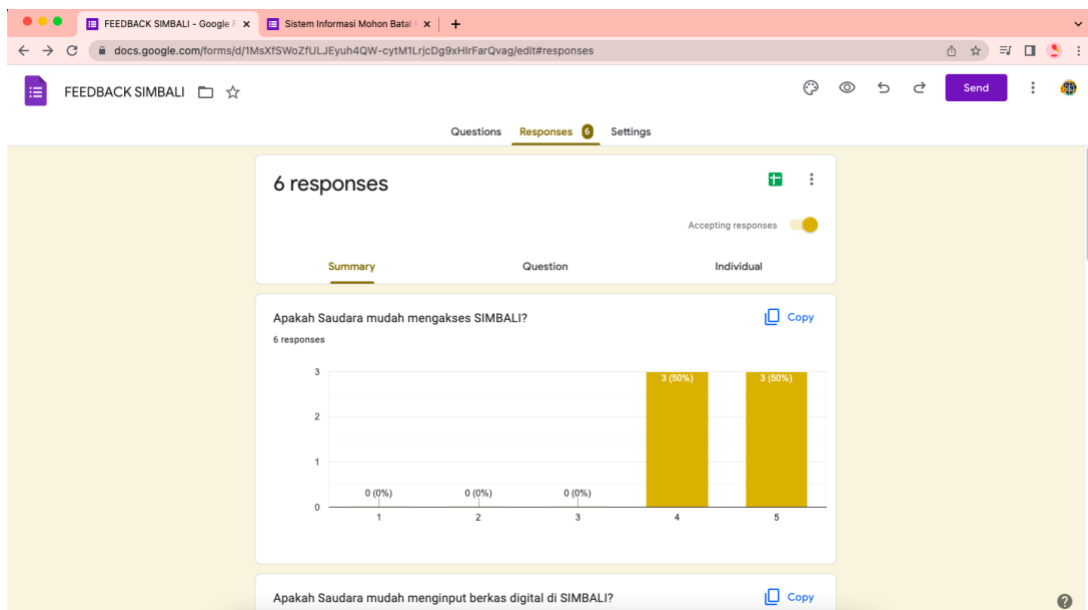 FEEDBACK SIMBALI - Google F
Sistem Informasi Mohon Batal
docs.google.com/forms/d/1MsXfSWoZfULJEyuh4QW-cytM1LrjcDg9xHIrFarQvag/edit#responses
FEEDBACK SIMBALI
Send
Questions Responses 6 Settings
6 responses
Accepting responses
Summary Question Individual
Apakah Saudara mudah mengakses SIMBALI?
Copy
6 responses
3
2
1
0
3 (50%) 3 (50%)
0 (0%) 0 (0%) 0 (0%)
1 2 3 4 5
Apakah Saudara mudah menginput berkas digital di SIMBALI?
Copy